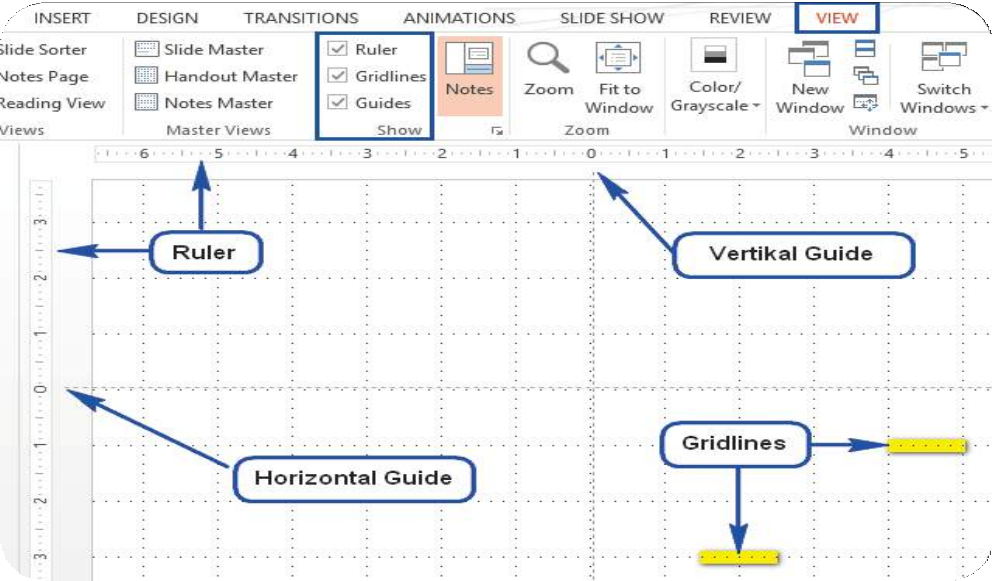 INSERT DESIGN TRANSITIONS ANIMATIONS SLIDE SHOW REVIEW VIEW
Slide Sorter Slide Master Ruler
Notes Page Handout Master Gridlines
Reading View Notes Master Guides
Notes Zoom Fit to Window Color/ Grayscale New Window Switch Windows
Views Master Views Show Zoom Window
6 5 4 3 2 1 0 1 2 3 4 5
3
Ruler Vertikal Guide
2
1
0
Gridlines
1
Horizontal Guide
2
3